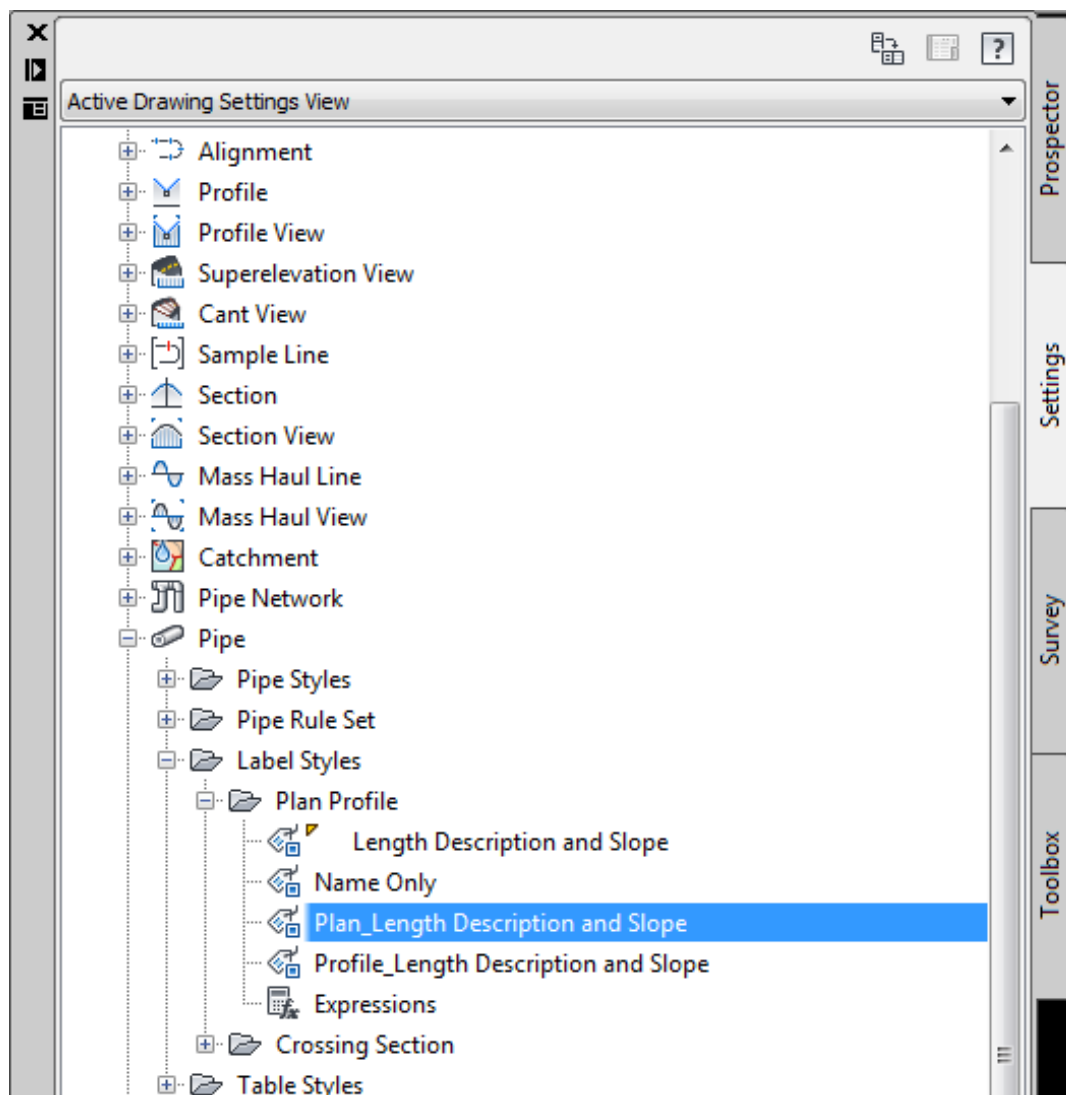 ?
Active Drawing Settings View
Alignment
Profile
Profile View
Superelevation View
Cant View
Sample Line
Section
Section View
Mass Haul Line
Mass Haul View
Catchment
Pipe Network
Pipe
Pipe Styles
Pipe Rule Set
Label Styles
Plan Profile
Length Description and Slope
Name Only
Plan_Length Description and Slope
Profile_Length Description and Slope
Expressions
Crossing Section
Table Styles
Prospector
Settings
Survey
Toolbox